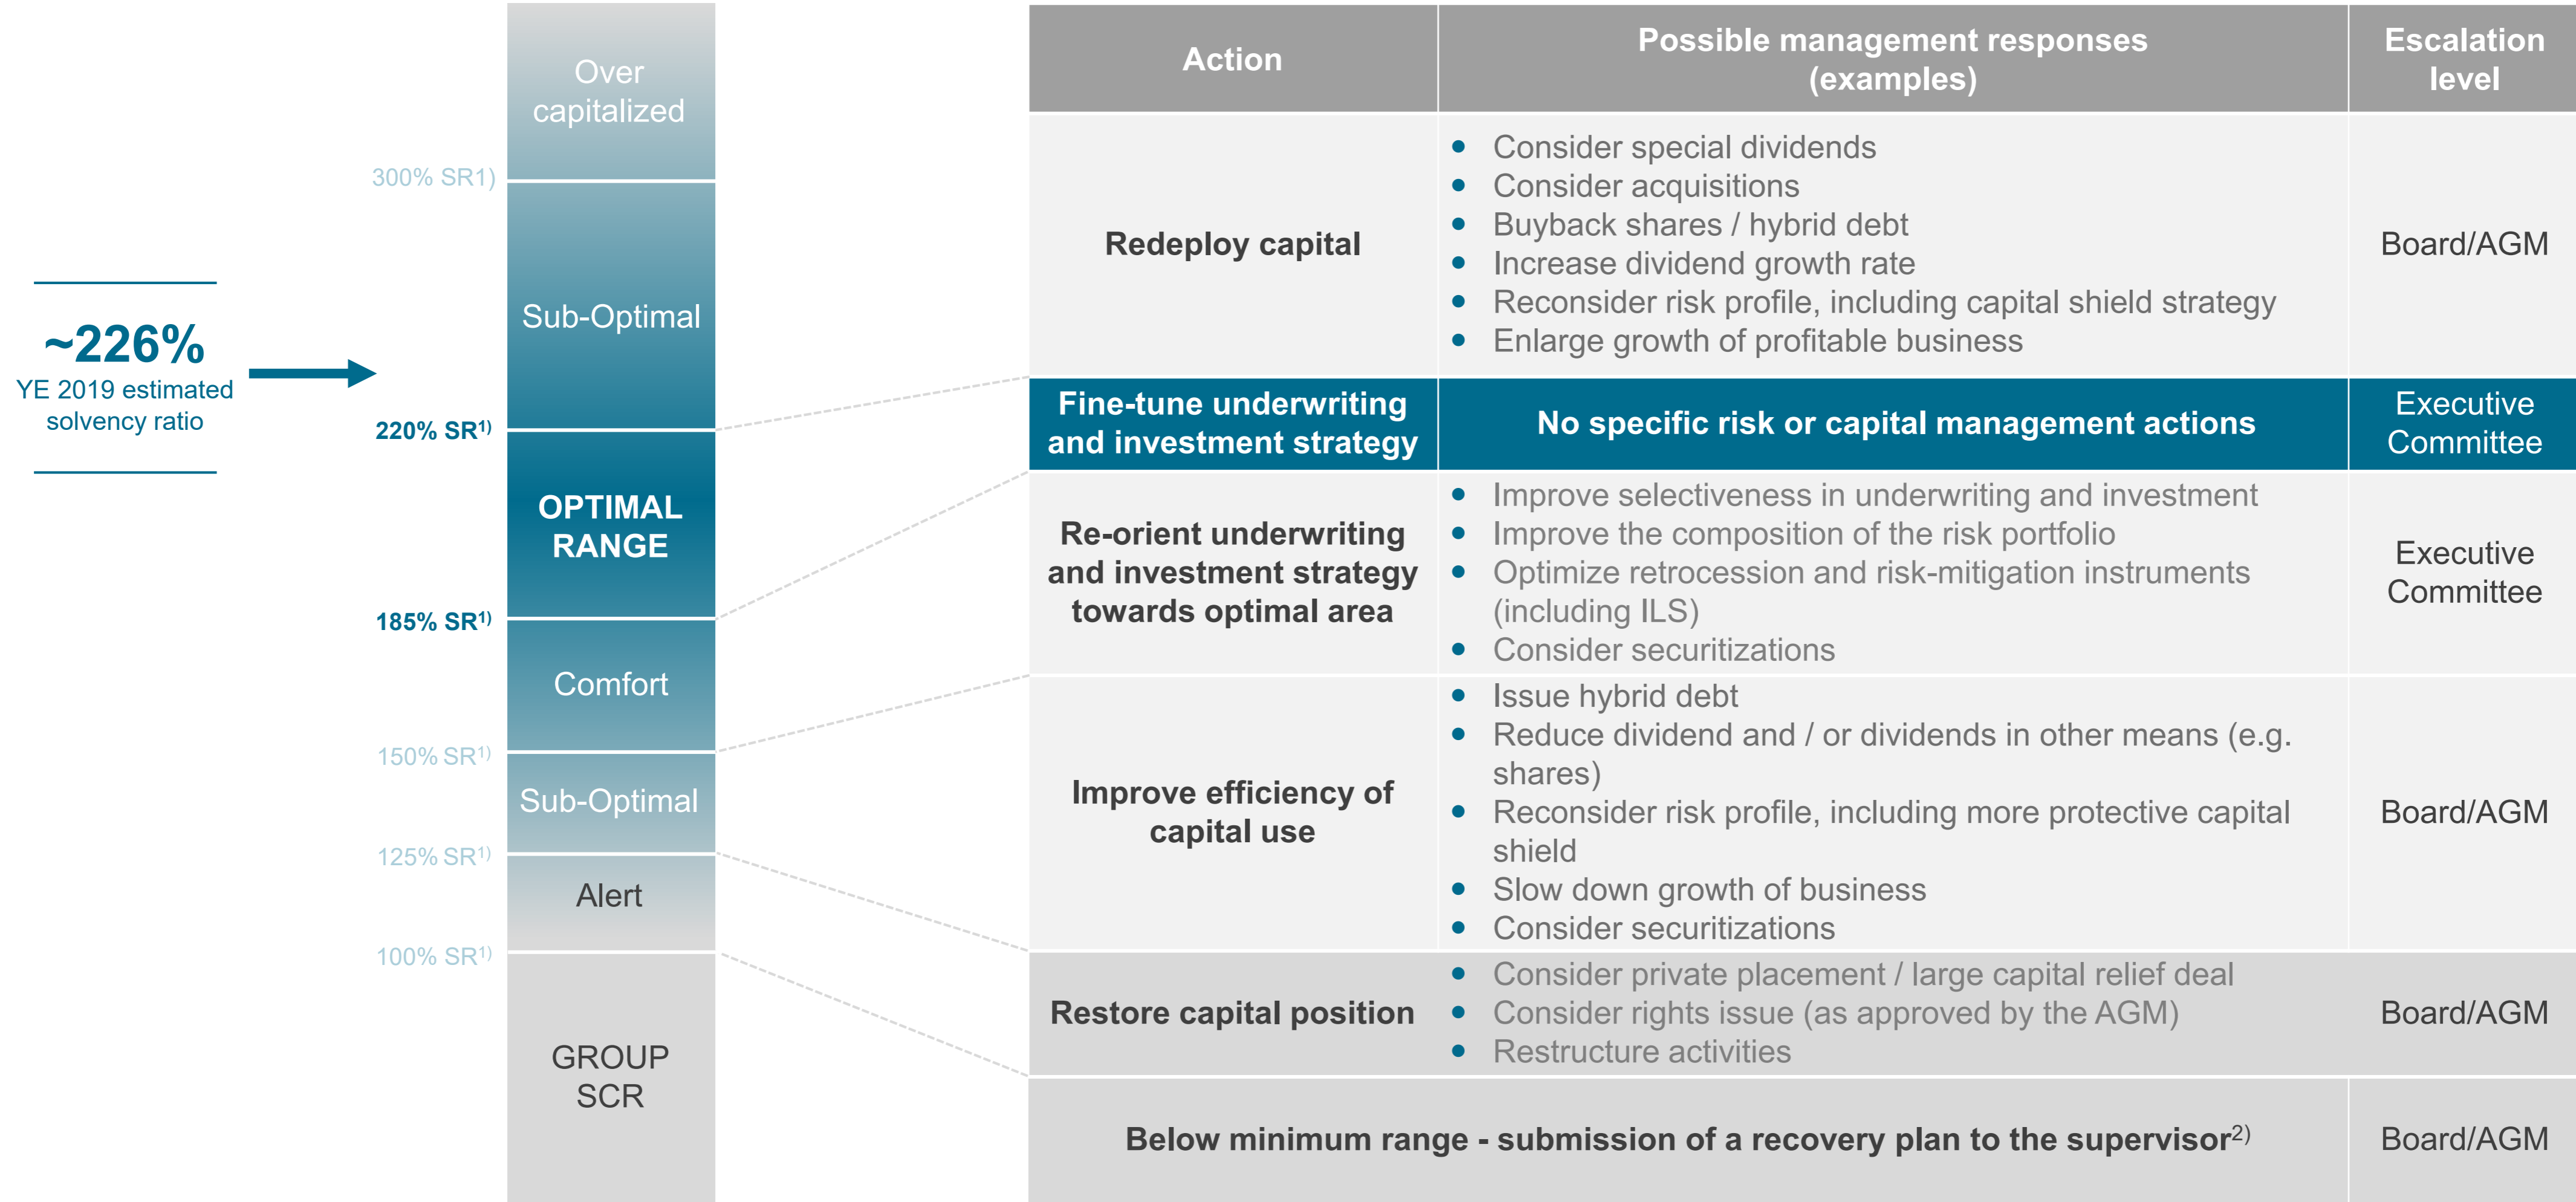 ~226%
YE 2019 estimated
solvency ratio
Over
capitalized
300% SR1)
Sub-Optimal
220% SR1)
OPTIMAL
RANGE
185% SR1)
Comfort
150% SR1)
Sub-Optimal
125% SR1)
Alert
100% SR1)
GROUP
SCR
Action
Possible management responses
(examples)
Escalation
level
Redeploy capital
• Consider special dividends
• Consider acquisitions
• Buyback shares / hybrid debt
• Increase dividend growth rate
• Reconsider risk profile, including capital shield strategy
• Enlarge growth of profitable business
Board/AGM
Fine-tune underwriting
and investment strategy
No specific risk or capital management actions
Executive
Committee
Re-orient underwriting
and investment strategy
towards optimal area
• Improve selectiveness in underwriting and investment
• Improve the composition of the risk portfolio
• Optimize retrocession and risk-mitigation instruments
(including ILS)
• Consider securitizations
Executive
Committee
Improve efficiency of
capital use
• Issue hybrid debt
• Reduce dividend and / or dividends in other means (e.g.
shares)
• Reconsider risk profile, including more protective capital
shield
• Slow down growth of business
• Consider securitizations
Board/AGM
Restore capital position
• Consider private placement / large capital relief deal
• Consider rights issue (as approved by the AGM)
• Restructure activities
Board/AGM
Below minimum range - submission of a recovery plan to the supervisor2)
Board/AGM